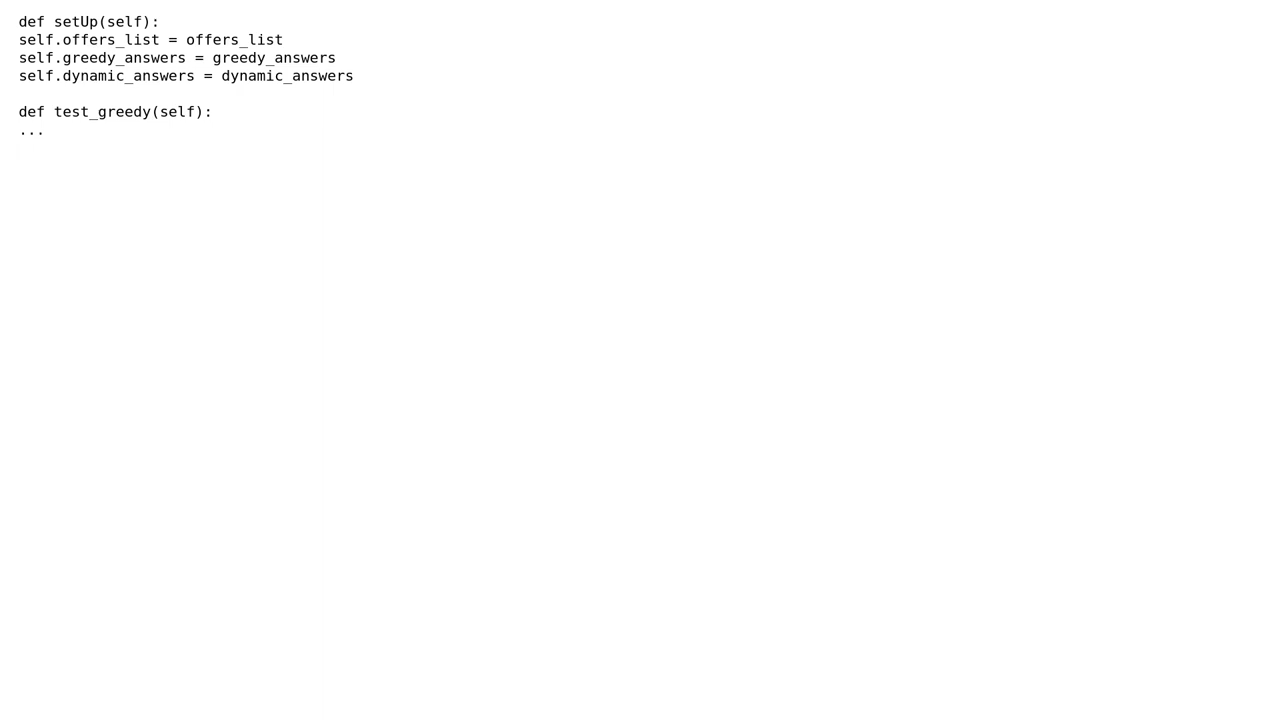 def setUp(self):
self.offers_list = offers_list
self.greedy_answers = greedy_answers
self.dynamic_answers = dynamic_answers

def test_greedy(self):
...